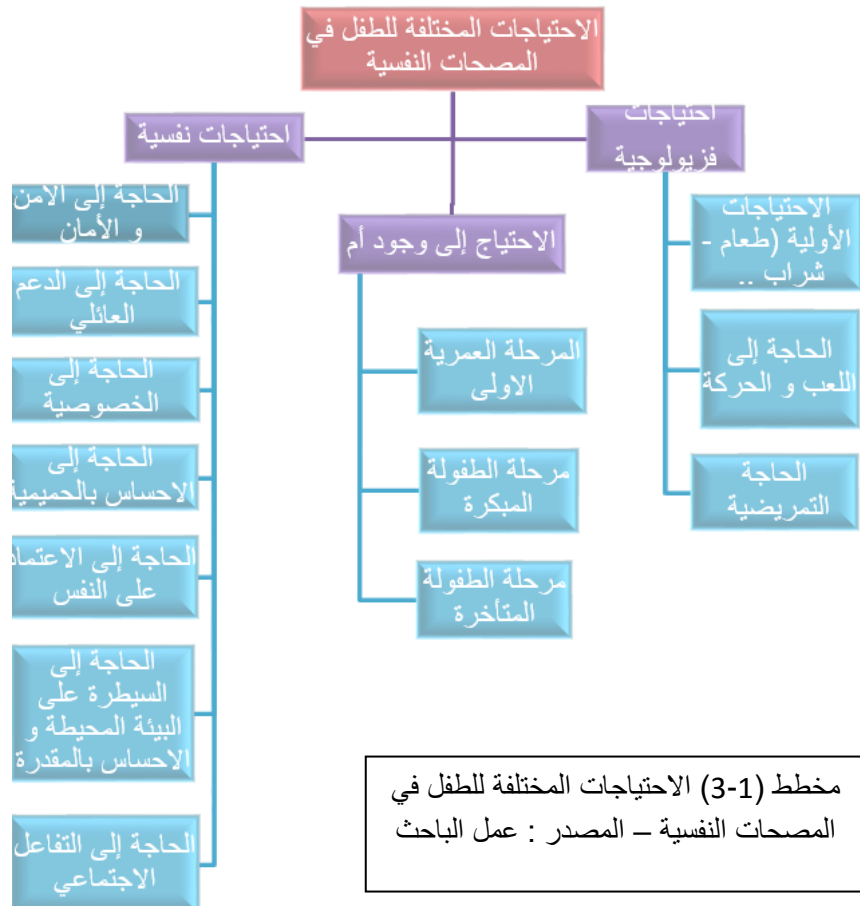 الاحتياجات المختلفة للطفل في
المصحات النفسية
احتياجات
فزيولوجية
الاحتياجات
الأولية (طعام -
شراب ..
الحاجة إلى
اللعب و الحركة
الحاجة
التمريضية
الاحتياج إلى وجود أم
المرحلة العمرية
الاولى
مرحلة الطفولة
المبكرة
مرحلة الطفولة
المتأخرة
احتياجات نفسية
الحاجة إلى الامن
و الأمان
الحاجة إلى الدعم
العائلي
الحاجة إلى
الخصوصية
الحاجة إلى
الاحساس بالحميمية
الحاجة إلى الاعتماد
على النفس
الحاجة إلى
السيطرة على
البيئة المحيطة و
الاحساس بالمقدرة
الحاجة إلى التفاعل
الاجتماعي
مخطط (1-3) الاحتياجات المختلفة للطفل في
المصحات النفسية – المصدر : عمل الباحث